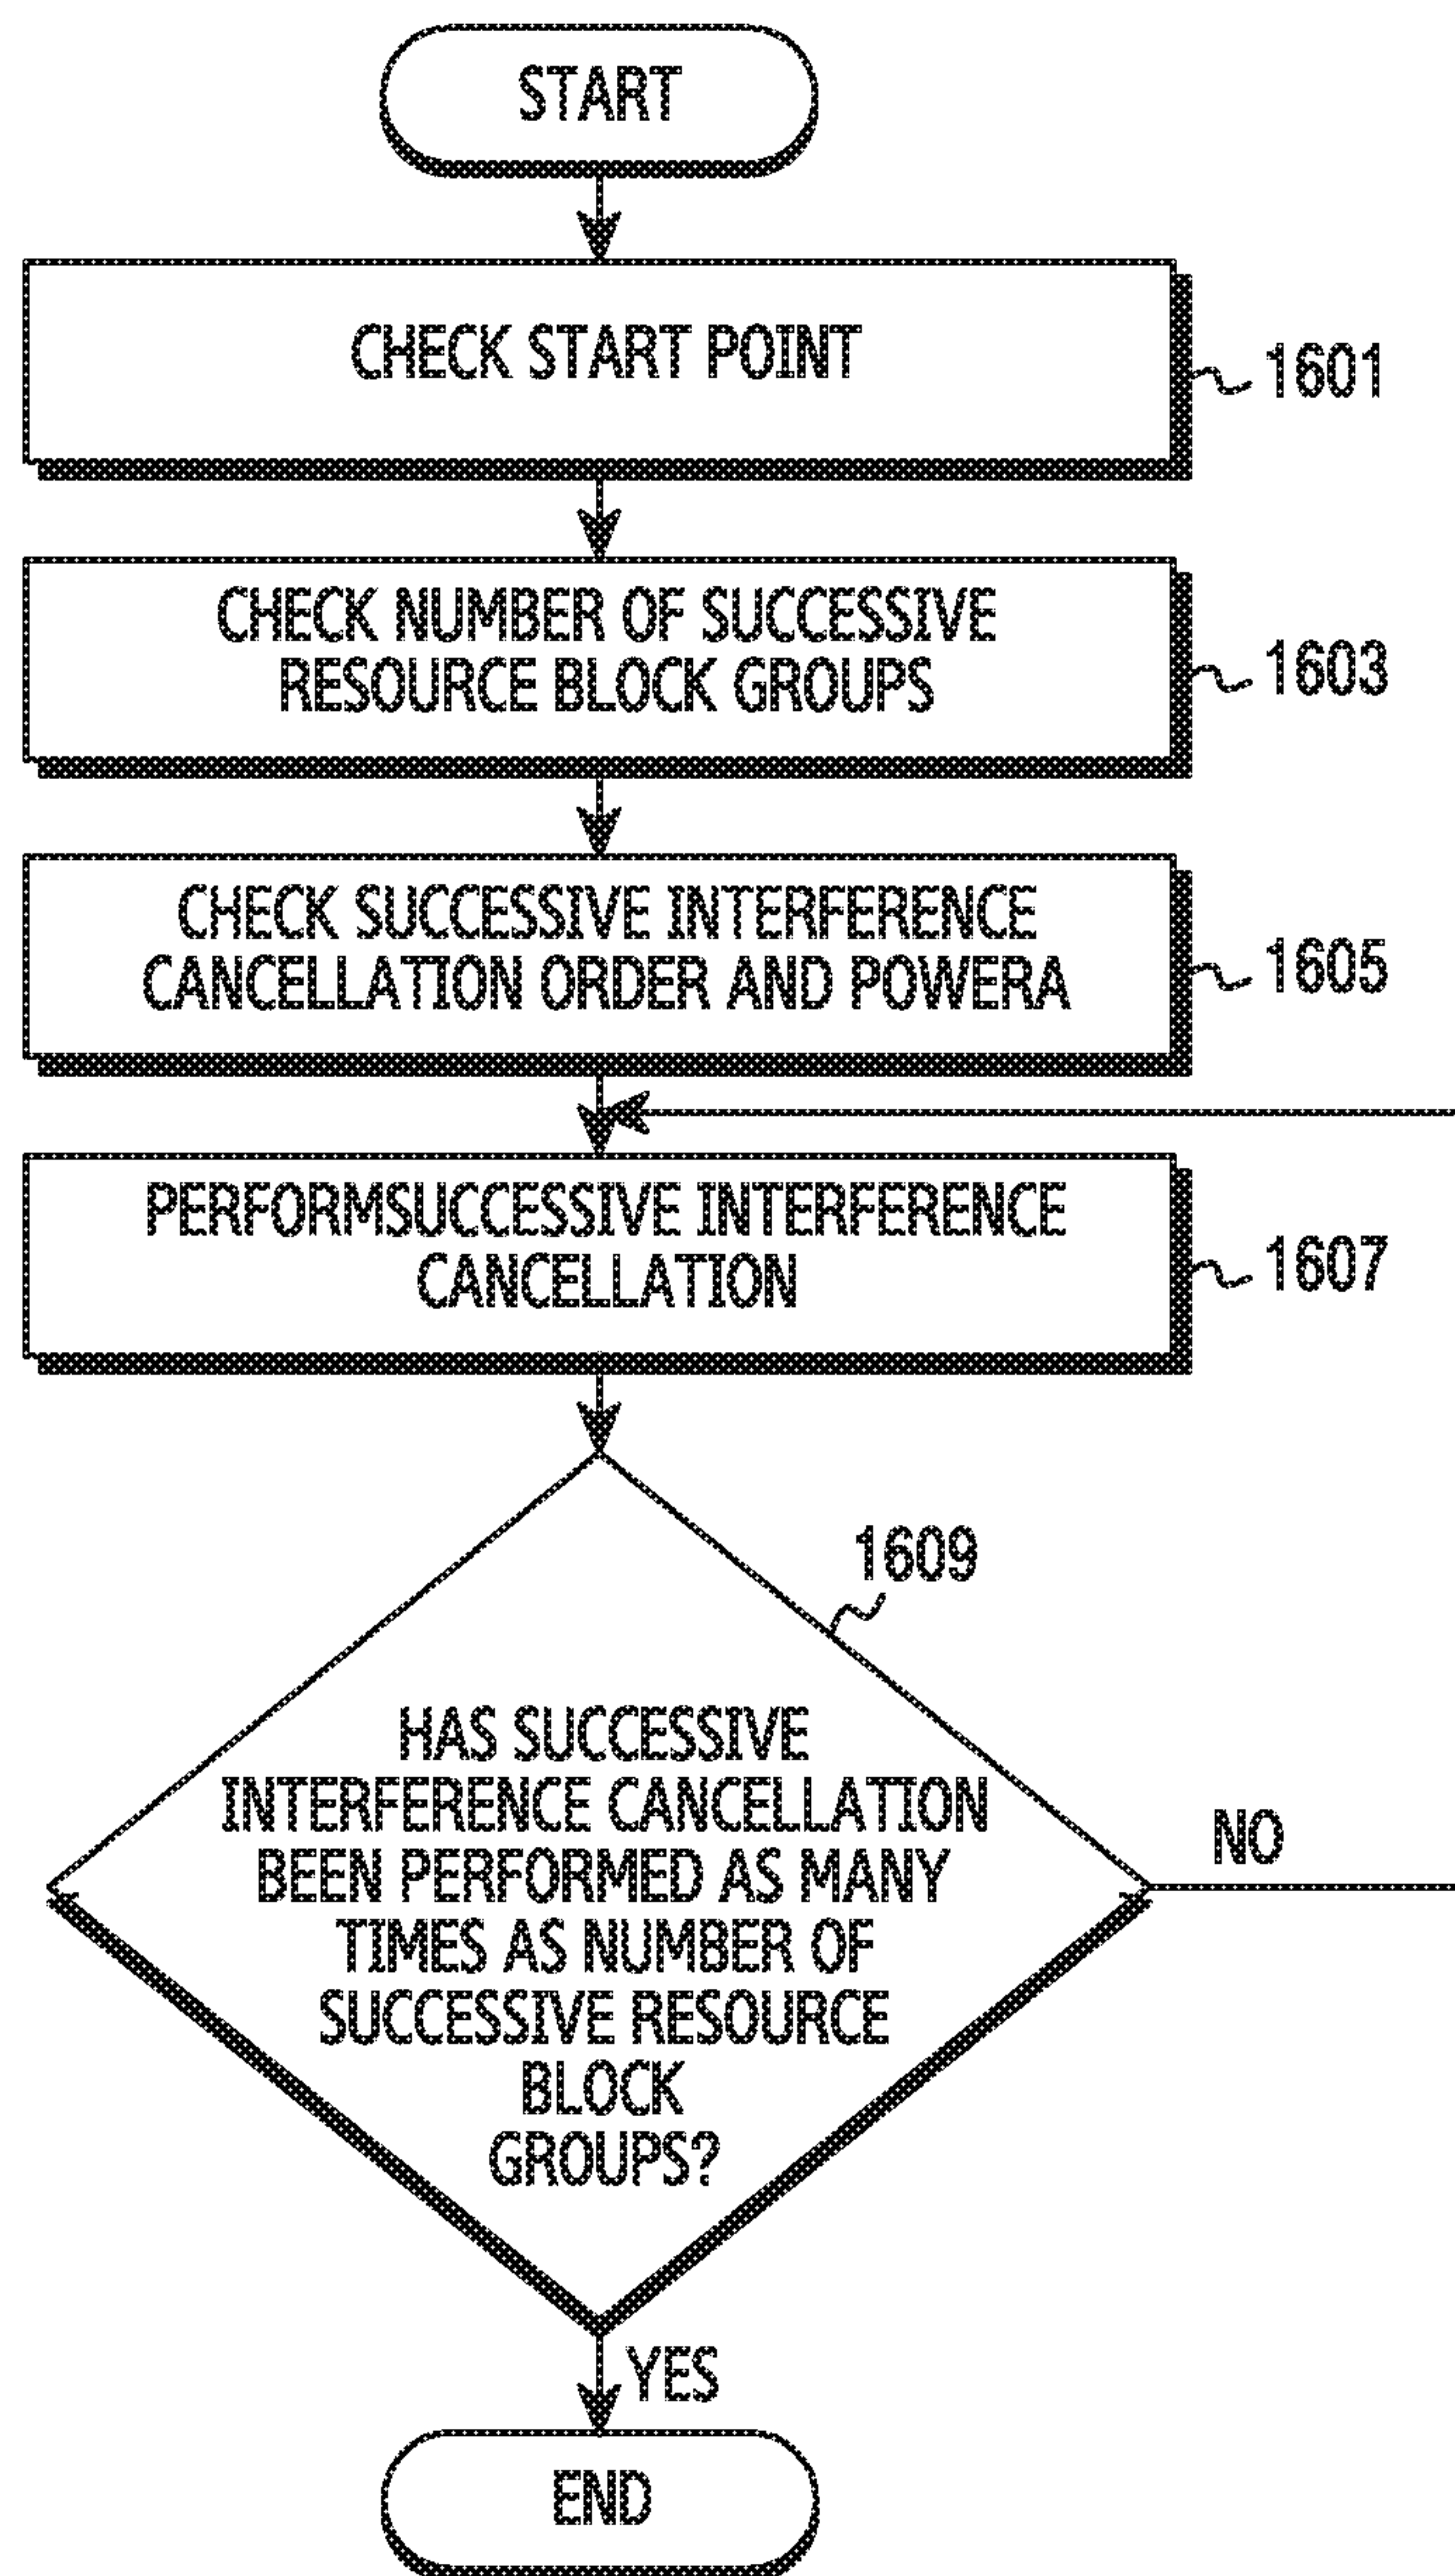 START
CHECK START POINT
1601
CHECK NUMBER OF SUCCESSIVE
RESOURCE BLOCK GROUPS
1603
CHECK SUCCESSIVE INTERFERENCE
CANCELLATION ORDER AND POWERA
1605
PERFORMSUCCESSIVE INTERFERENCE
CANCELLATION
1607
1609
HAS SUCCESSIVE
INTERFERENCE CANCELLATION
BEEN PERFORMED AS MANY
TIMES AS NUMBER OF
SUCCESSIVE RESOURCE
BLOCK
GROUPS?
NO
YES
END